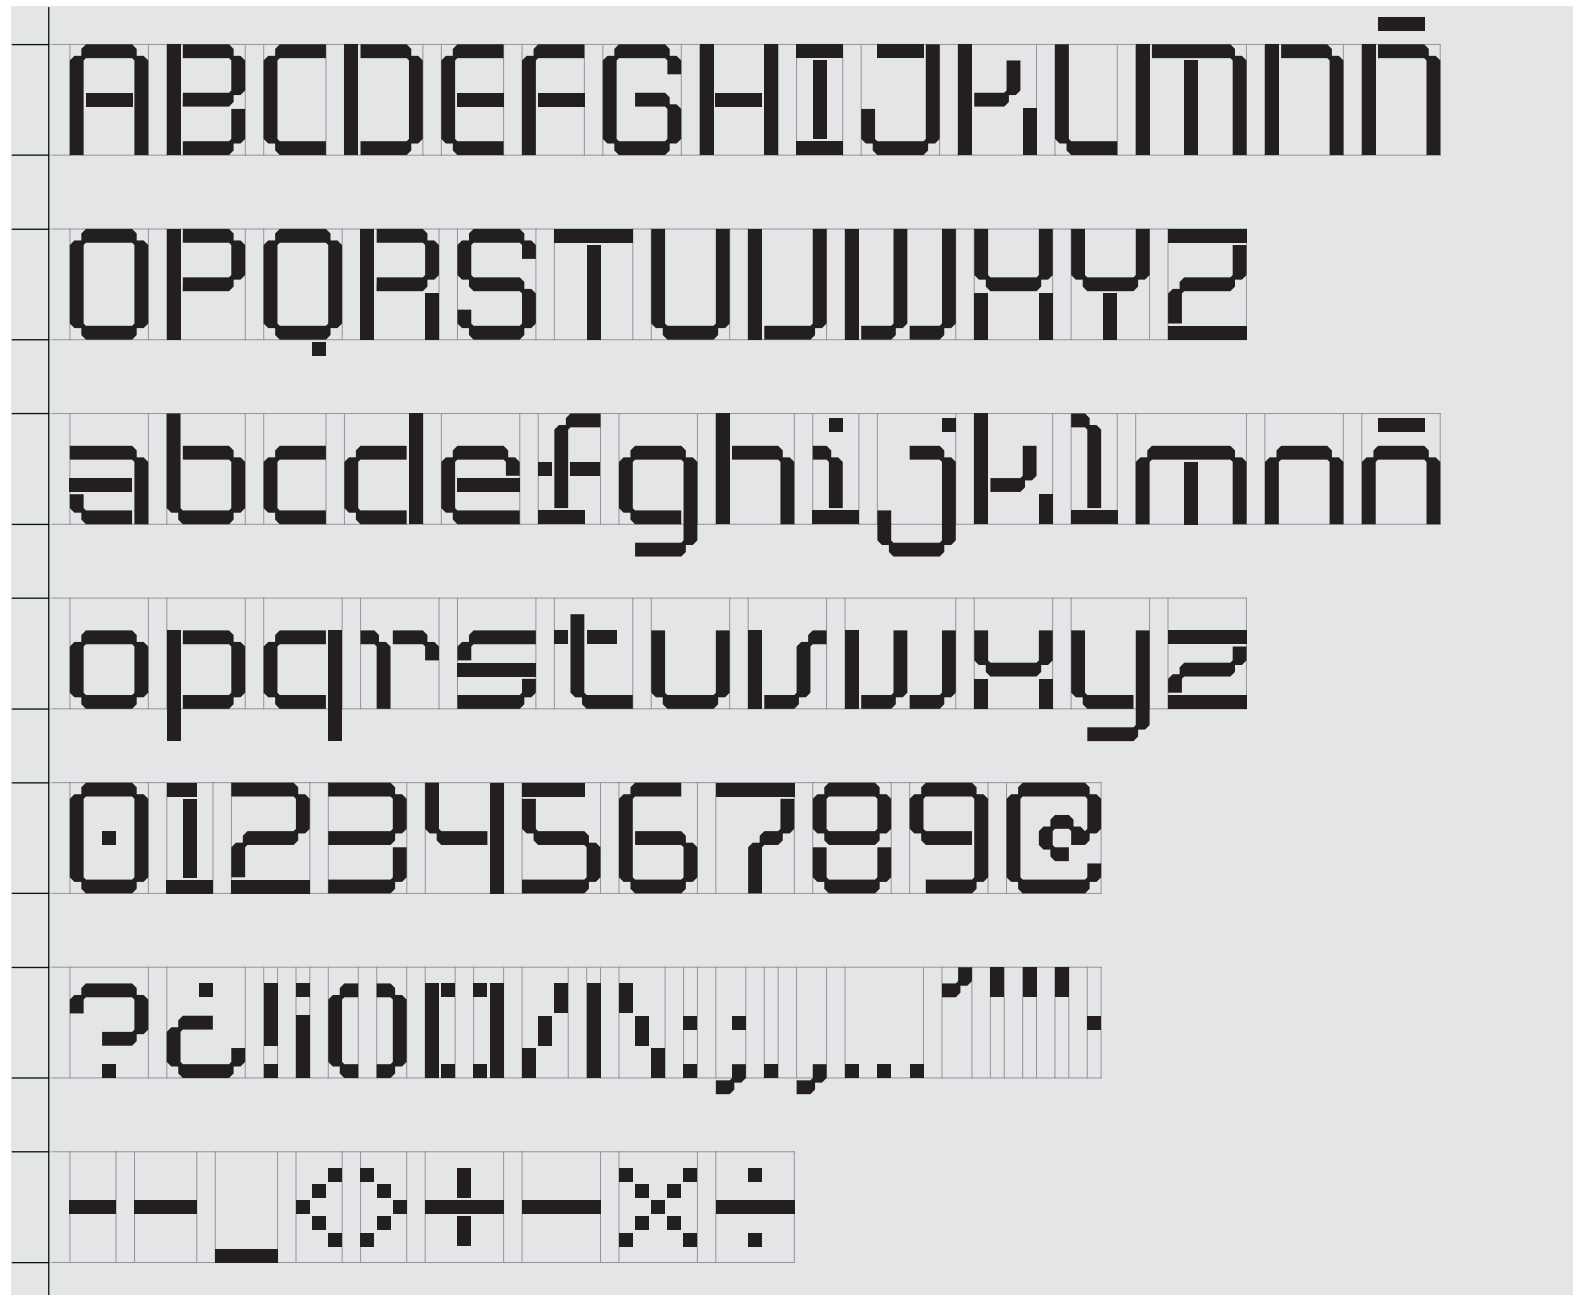 ABCDEFGHIJKLMNÑ
OPQRSTUVWXYZ
abcdefghijklmnñ
opqrstuvwxyz
0123456789@
?¿!¡()[]/|\:;.,…’"'·
-–_<>+−×÷